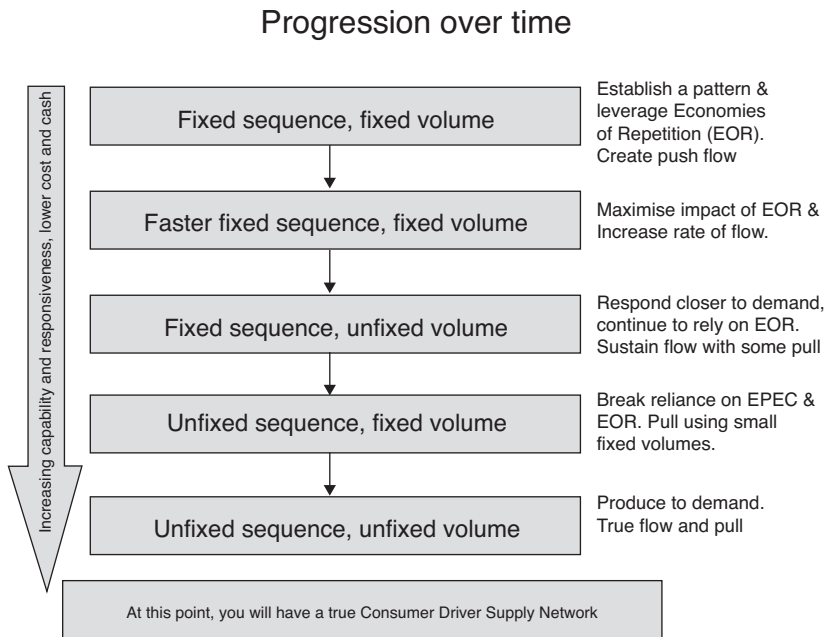 Progression over time
Increasing capability and responsiveness, lower cost and cash
Fixed sequence, fixed volume
Establish a pattern &
leverage Economies
of Repetition (EOR).
Create push flow
Faster fixed sequence, fixed volume
Maximise impact of EOR &
Increase rate of flow.
Fixed sequence, unfixed volume
Respond closer to demand,
continue to rely on EOR.
Sustain flow with some pull
Unfixed sequence, fixed volume
Break reliance on EPEC &
EOR. Pull using small
fixed volumes.
Unfixed sequence, unfixed volume
Produce to demand.
True flow and pull
At this point, you will have a true Consumer Driver Supply Network